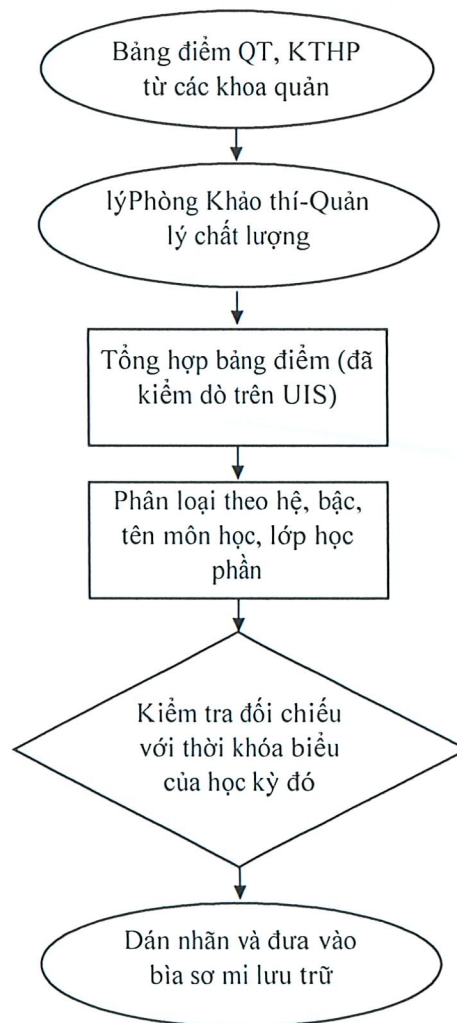 Bảng điểm QT, KTHP
từ các khoa quản
lýPhòng Khảo thí-Quản
lý chất lượng
Tổng hợp bảng điểm (đã
kiểm dò trên UIS)
Phân loại theo hệ, bậc,
tên môn học, lớp học
phần
Kiểm tra đối chiếu
với thời khóa biểu
của học kỳ đó
Dán nhãn và đưa vào
bìa sơ mi lưu trữ